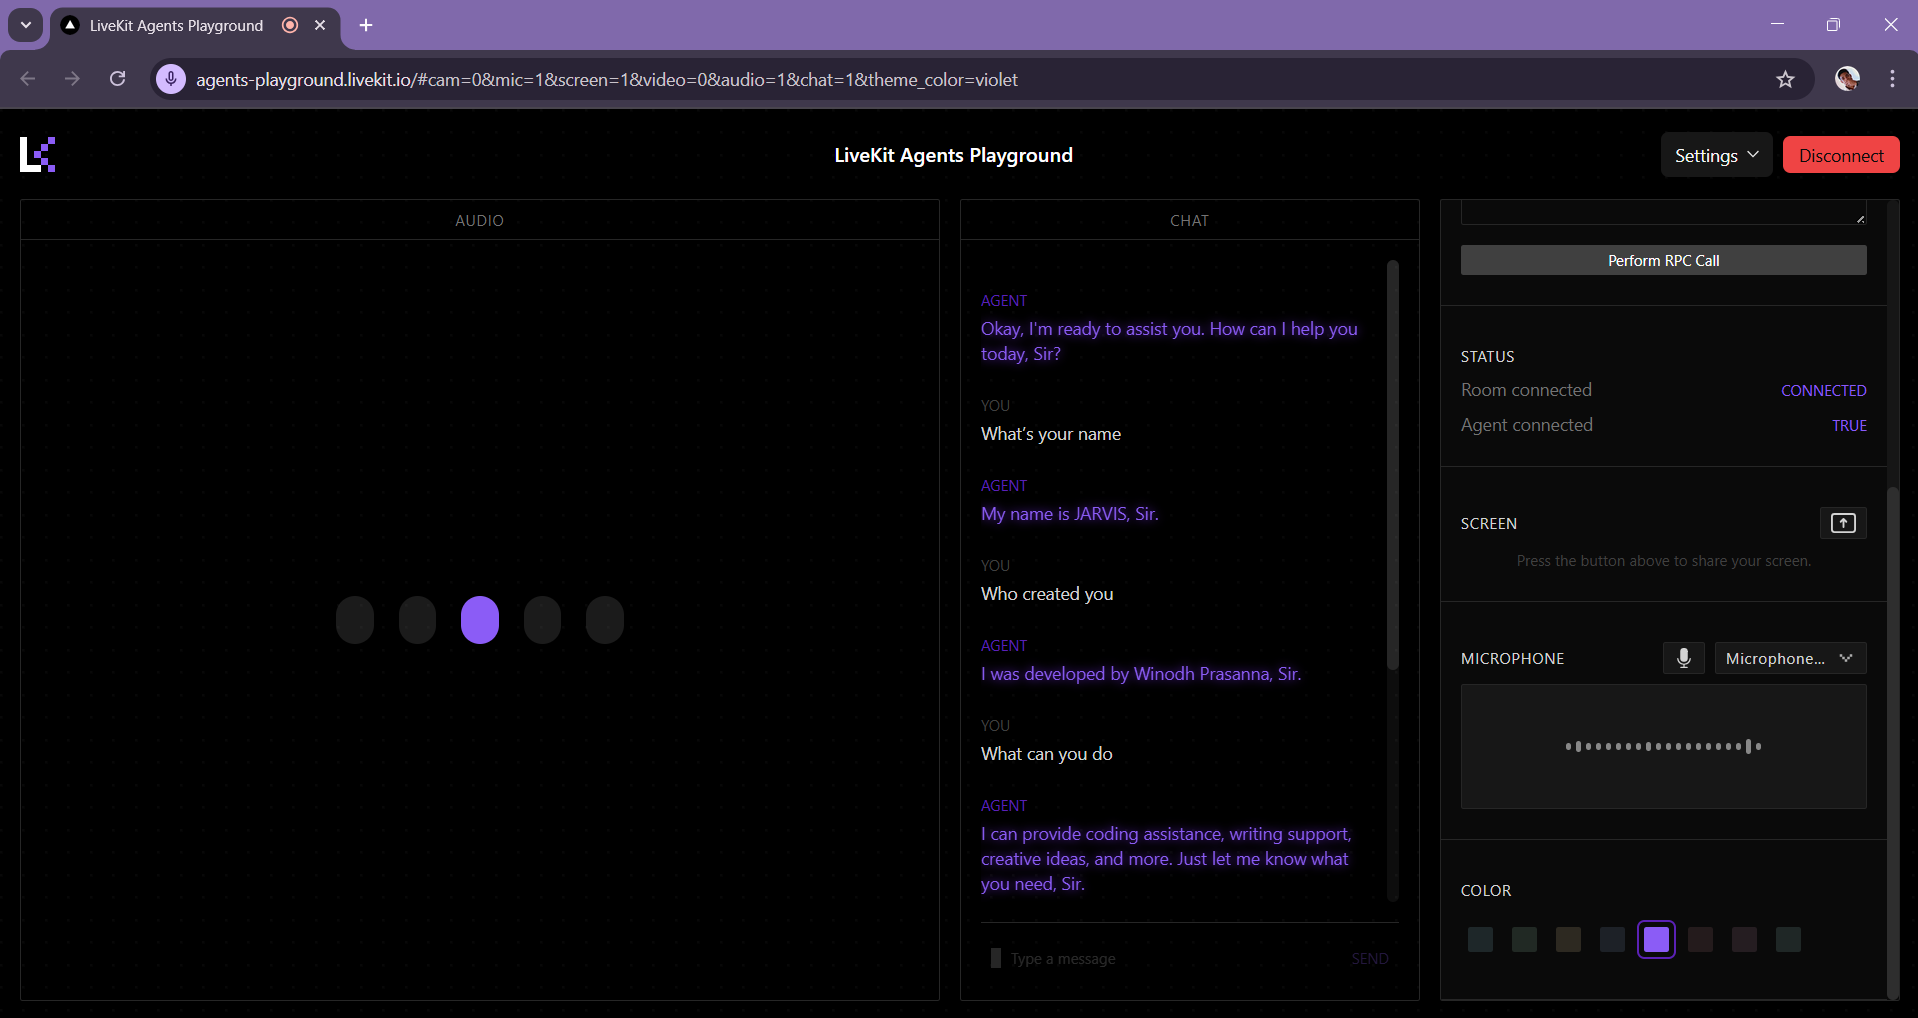 LiveKit Agents Playground
agents-playground.livekit.io/#cam=0&mic=1&screen=1&video=0&audio=1&chat=1&theme_color=violet
LiveKit Agents Playground
Settings
Disconnect
AUDIO
CHAT
AGENT
Okay, I'm ready to assist you. How can I help you
today, Sir?
YOU
What's your name
AGENT
My name is JARVIS, Sir.
YOU
Who created you
AGENT
I was developed by Winodh Prasanna, Sir.
YOU
What can you do
AGENT
I can provide coding assistance, writing support,
creative ideas, and more. Just let me know what
you need, Sir.
Type a message
SEND
Perform RPC Call
STATUS
Room connected
CONNECTED
Agent connected
TRUE
SCREEN
Press the button above to share your screen.
MICROPHONE
Microphone...
COLOR